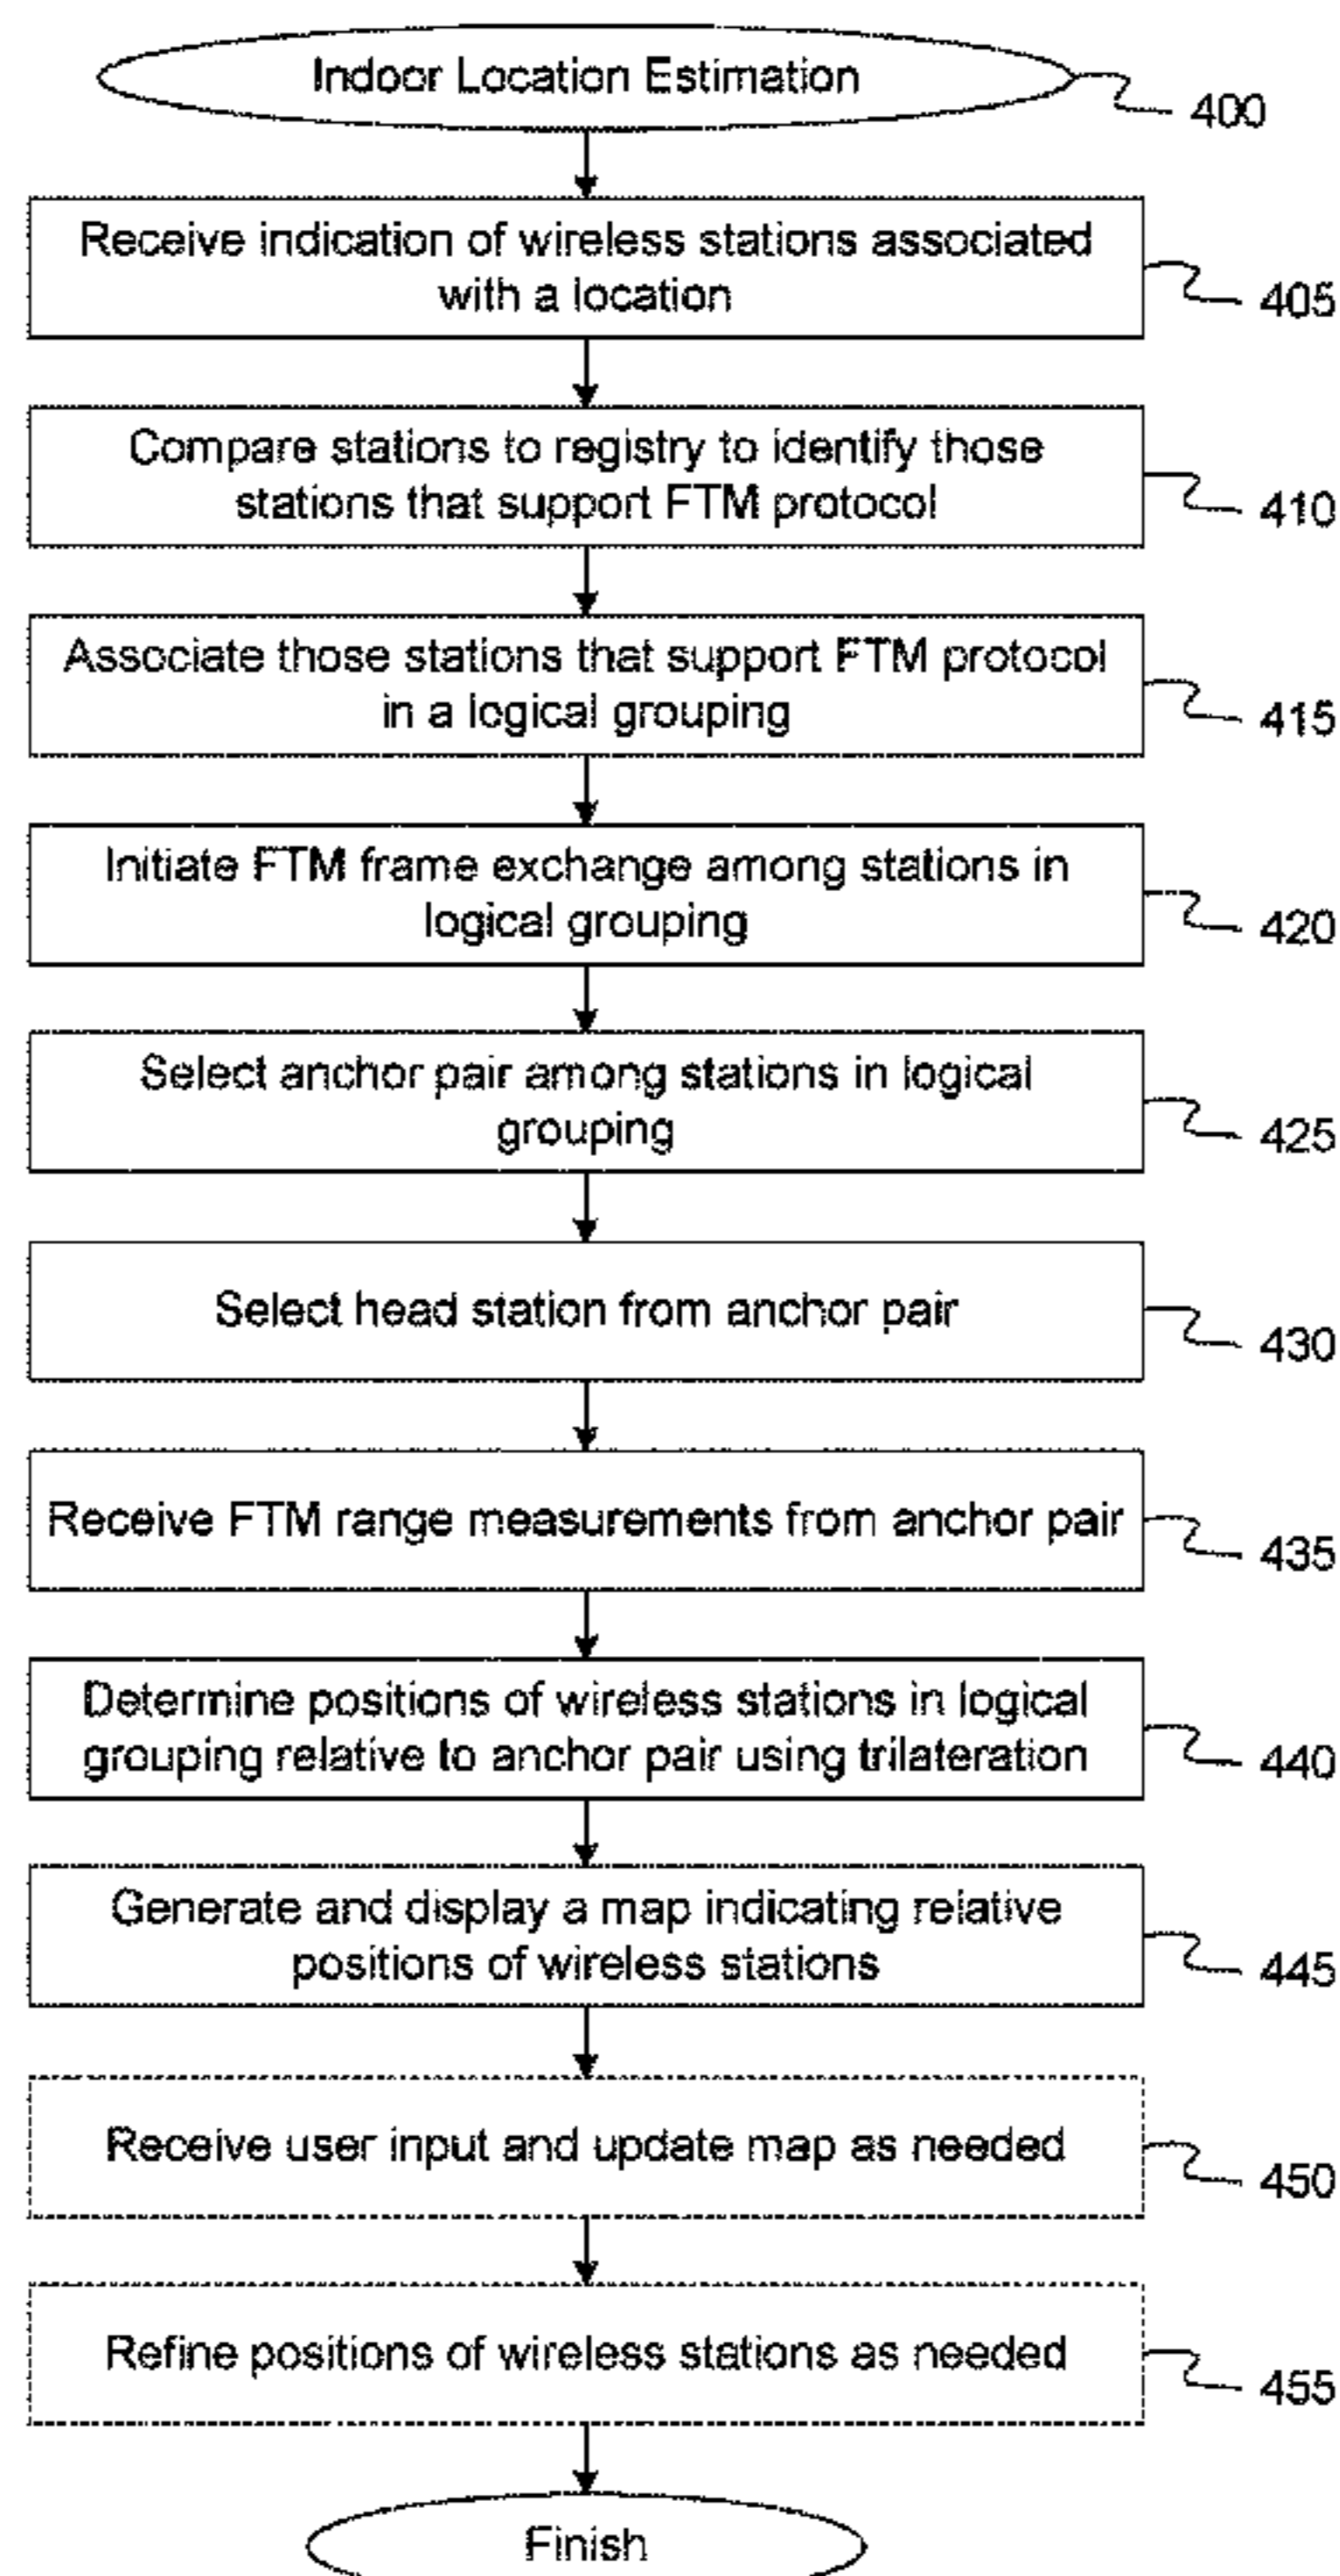 Indoor Location Estimation
400
Receive indication of wireless stations associated
with a location
405
Compare stations to registry to identify those
stations that support FTM protocol
410
Associate those stations that support FTM protocol
in a logical grouping
415
Initiate FTM frame exchange among stations in
logical grouping
420
Select anchor pair among stations in logical
grouping
425
Select head station from anchor pair
430
Receive FTM range measurements from anchor pair
435
Determine positions of wireless stations in logical
grouping relative to anchor pair using trilateration
440
Generate and display a map indicating relative
positions of wireless stations
445
Receive user input and update map as needed
450
Refine positions of wireless stations as needed
455
Finish